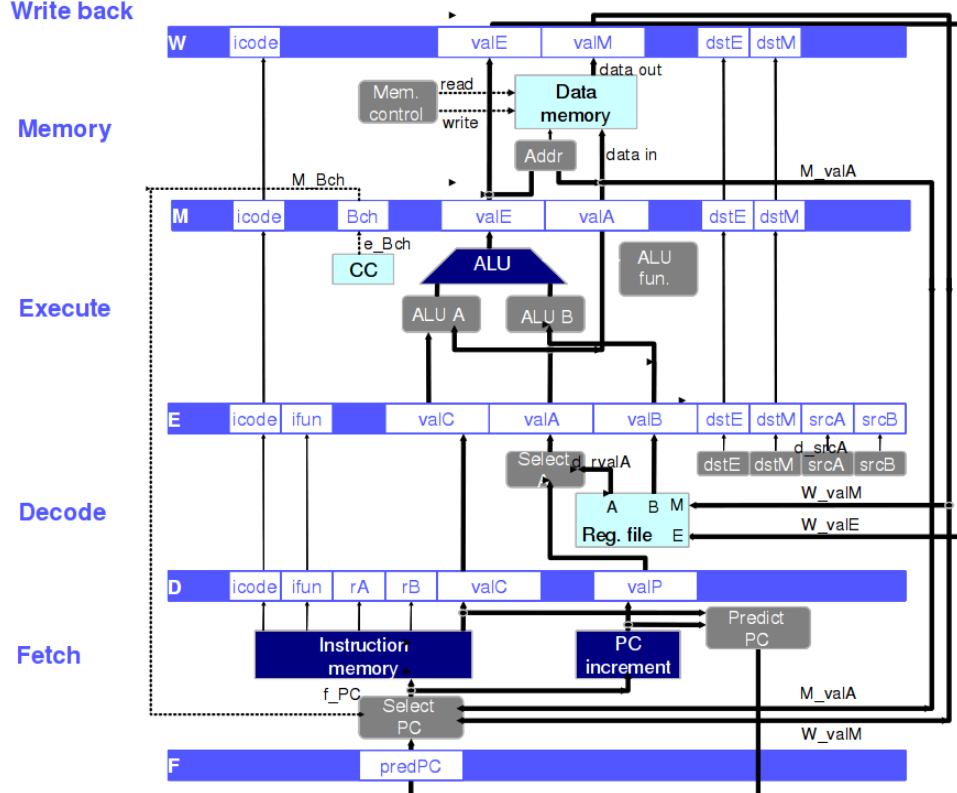 Write back
W icode valE valM dstE dstM
data out
Mem. control
read
write
Data memory
Memory
Addr
data in
M_Bch
M_valA
M icode Bch valE valA dstE dstM
e_Bch
CC
ALU
ALU fun.
Execute
ALU A
ALU B
E icode ifun valC valA valB dstE dstM srcA srcB
d_srcA
Select A
d_rvalA
dstE dstM srcA srcB
A B M
W_valM
Decode
Reg. file E
W_valE
D icode ifun rA rB valC valP
Predict PC
Instruction memory
PC increment
Fetch
f_PC
Select PC
M_valA
W_valM
F predPC